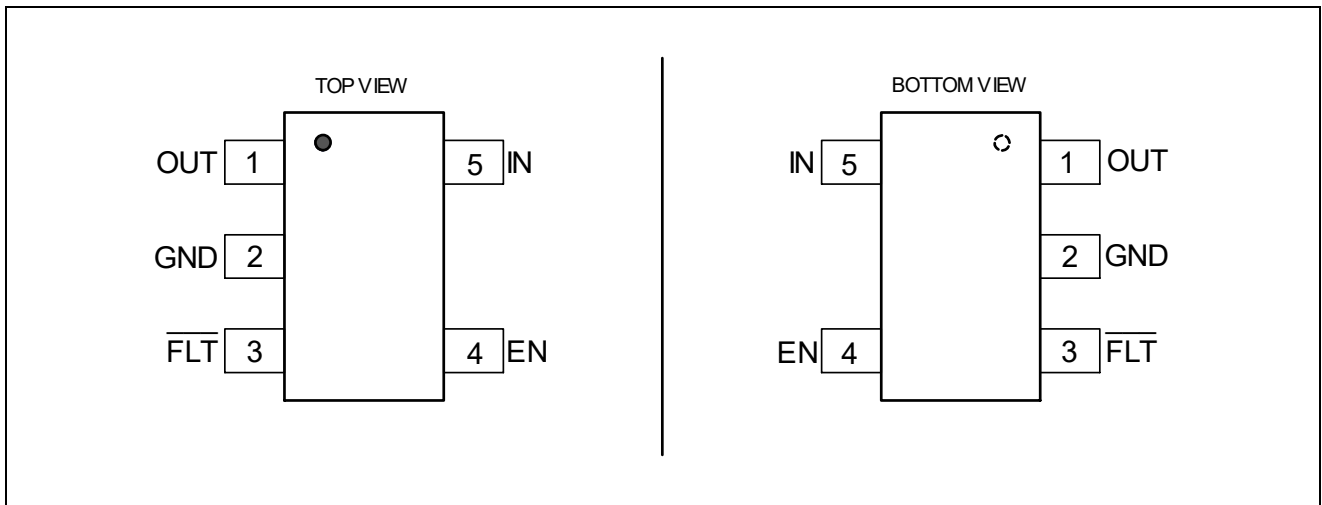 TOP VIEW
OUT 1 5 IN
GND 2
FLT 3 4 EN
BOTTOM VIEW
IN 5 1 OUT
2 GND
EN 4 3 FLT